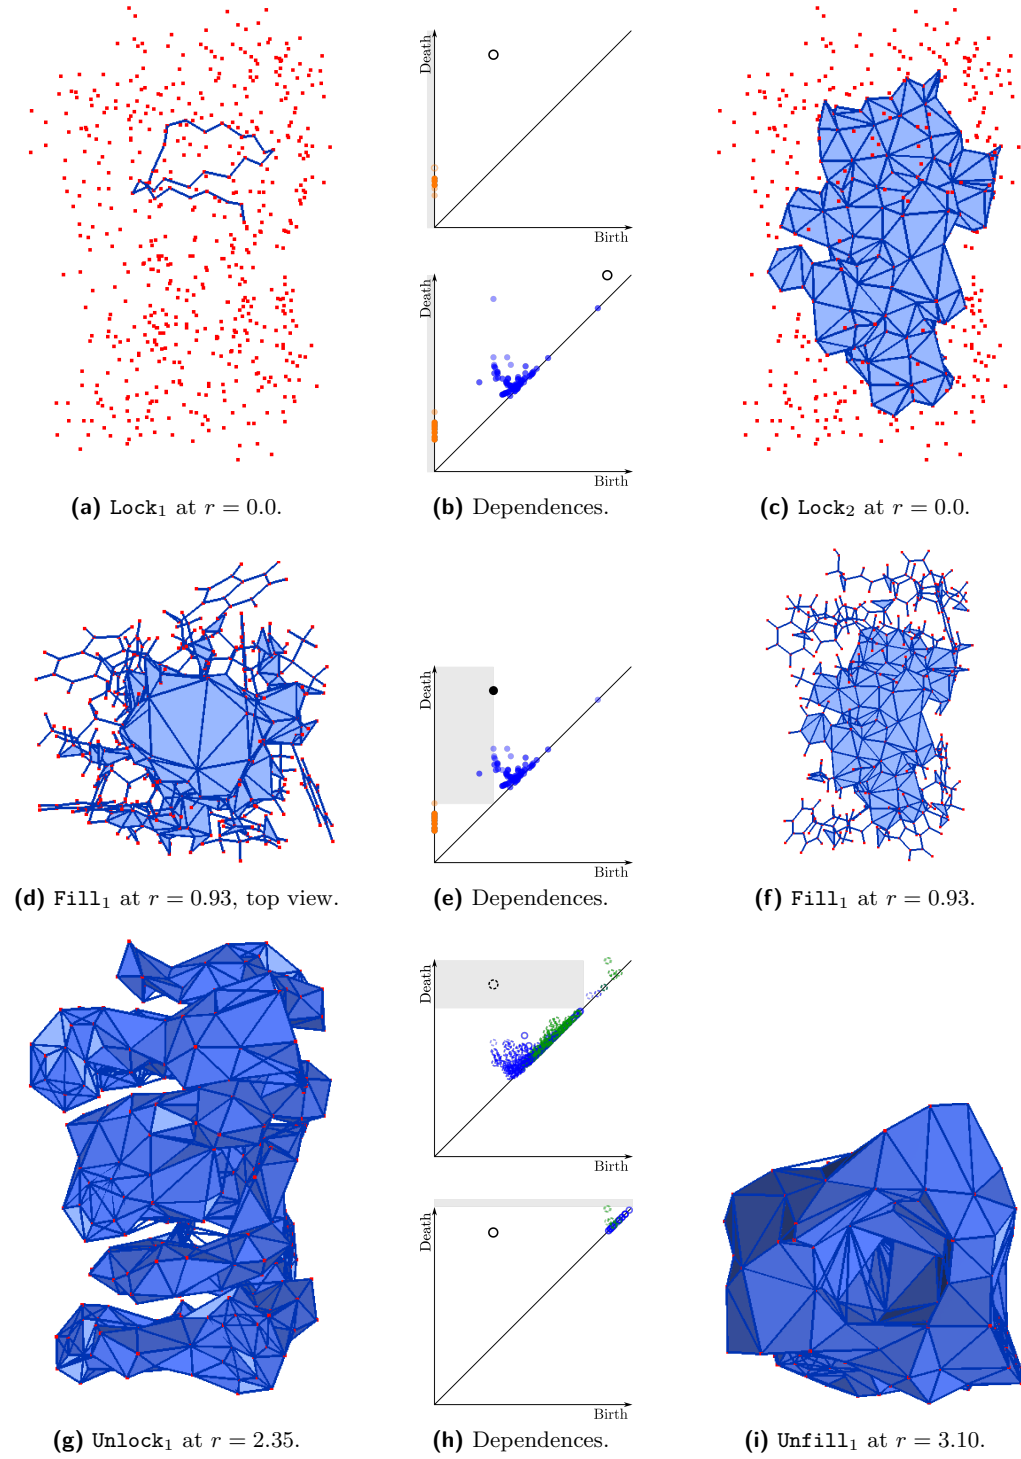 Death
Birth
Death
Birth
(a) Lock₁ at r = 0.0.
(b) Dependences.
(c) Lock₂ at r = 0.0.
Death
Birth
(d) Fill₁ at r = 0.93, top view.
(e) Dependences.
(f) Fill₁ at r = 0.93.
Death
Birth
Death
Birth
(g) Unlock₁ at r = 2.35.
(h) Dependences.
(i) Unfill₁ at r = 3.10.